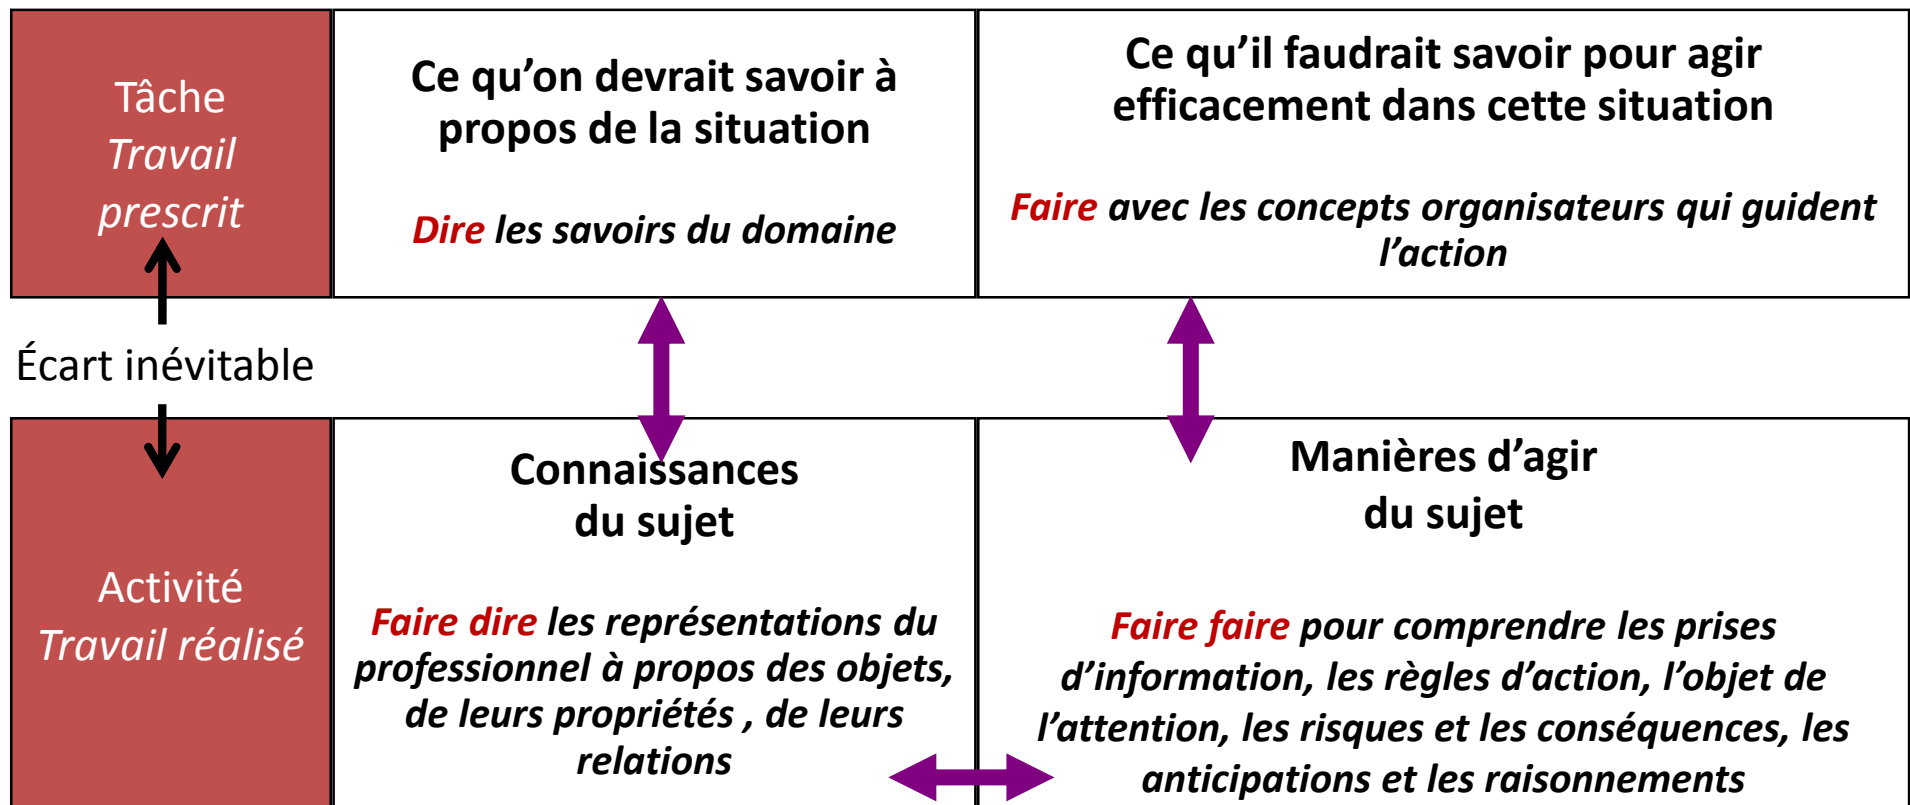 Tâche
Travail
prescrit
Ce qu’on devrait savoir à
propos de la situation
Dire les savoirs du domaine
Ce qu’il faudrait savoir pour agir
efficacement dans cette situation
Faire avec les concepts organisateurs qui guident
l’action
Écart inévitable
Activité
Travail réalisé
Connaissances
du sujet
Faire dire les représentations du
professionnel à propos des objets,
de leurs propriétés , de leurs
relations
Manières d’agir
du sujet
Faire faire pour comprendre les prises
d’information, les règles d’action, l’objet de
l’attention, les risques et les conséquences, les
anticipations et les raisonnements